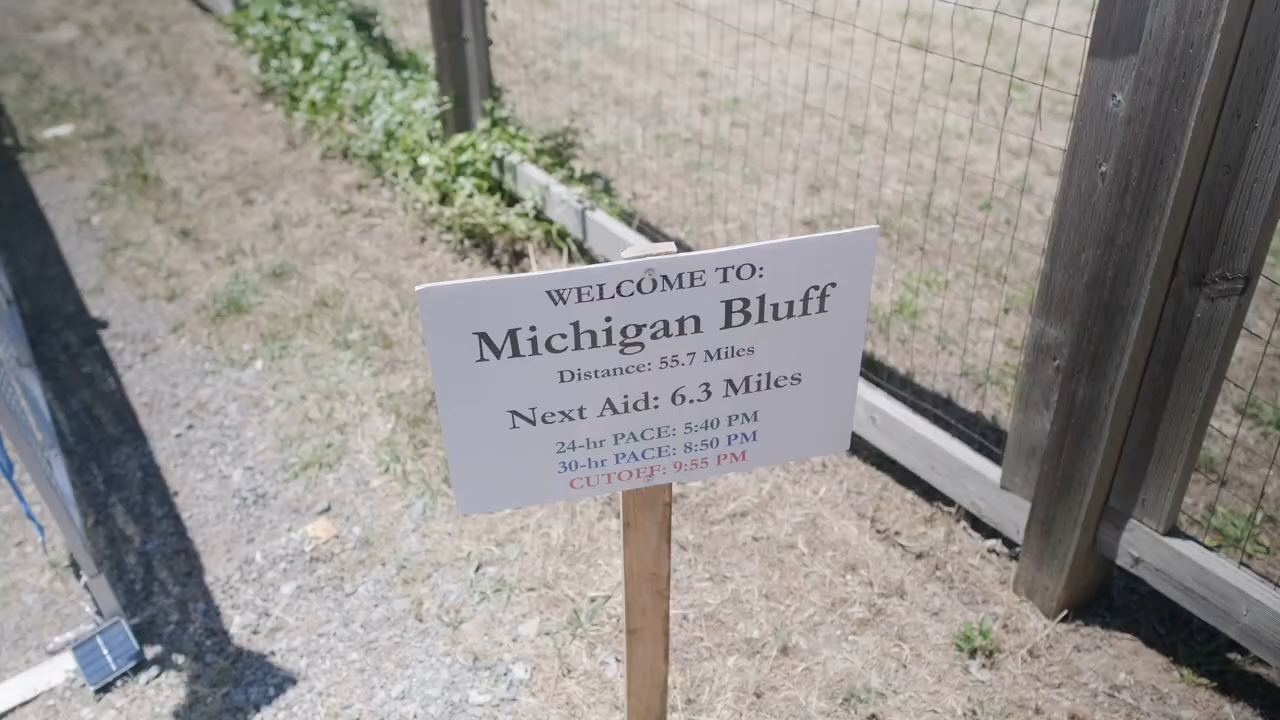 WELCOME TO:
Michigan Bluff
Distance: 55.7 Miles
Next Aid: 6.3 Miles
24-hr PACE: 5:40 PM
30-hr PACE: 8:50 PM
CUTOFF: 9:55 PM